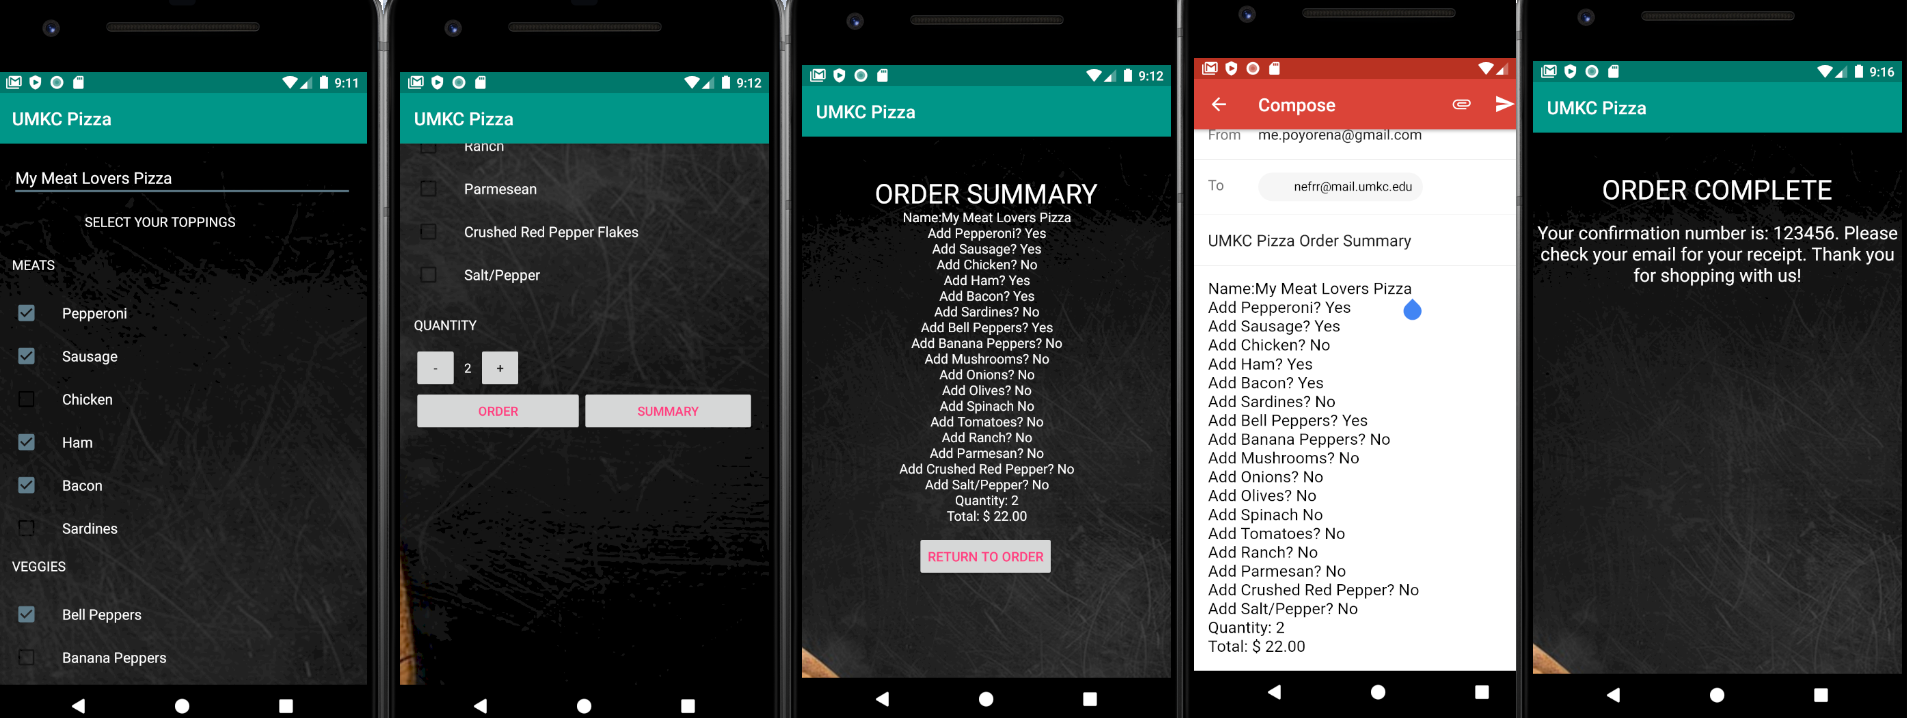 9:11
UMKC Pizza
My Meat Lovers Pizza
SELECT YOUR TOPPINGS
MEATS
Pepperoni
Sausage
Chicken
Ham
Bacon
Sardines
VEGGIES
Bell Peppers
Banana Peppers
9:12
UMKC Pizza
Ranch
Parmesean
Crushed Red Pepper Flakes
Salt/Pepper
QUANTITY
- 2 +
ORDER SUMMARY
9:12
UMKC Pizza
ORDER SUMMARY
Name:My Meat Lovers Pizza
Add Pepperoni? Yes
Add Sausage? Yes
Add Chicken? No
Add Ham? Yes
Add Bacon? Yes
Add Sardines? No
Add Bell Peppers? Yes
Add Banana Peppers? No
Add Mushrooms? No
Add Onions? No
Add Olives? No
Add Spinach No
Add Tomatoes? No
Add Ranch? No
Add Parmesan? No
Add Crushed Red Pepper? No
Add Salt/Pepper? No
Quantity: 2
Total: $ 22.00
RETURN TO ORDER
Compose
From me.poyorena@gmail.com
To nefrr@mail.umkc.edu
UMKC Pizza Order Summary
Name:My Meat Lovers Pizza
Add Pepperoni? Yes
Add Sausage? Yes
Add Chicken? No
Add Ham? Yes
Add Bacon? Yes
Add Sardines? No
Add Bell Peppers? Yes
Add Banana Peppers? No
Add Mushrooms? No
Add Onions? No
Add Olives? No
Add Spinach No
Add Tomatoes? No
Add Ranch? No
Add Parmesan? No
Add Crushed Red Pepper? No
Add Salt/Pepper? No
Quantity: 2
Total: $ 22.00
9:16
UMKC Pizza
ORDER COMPLETE
Your confirmation number is: 123456. Please
check your email for your receipt. Thank you
for shopping with us!